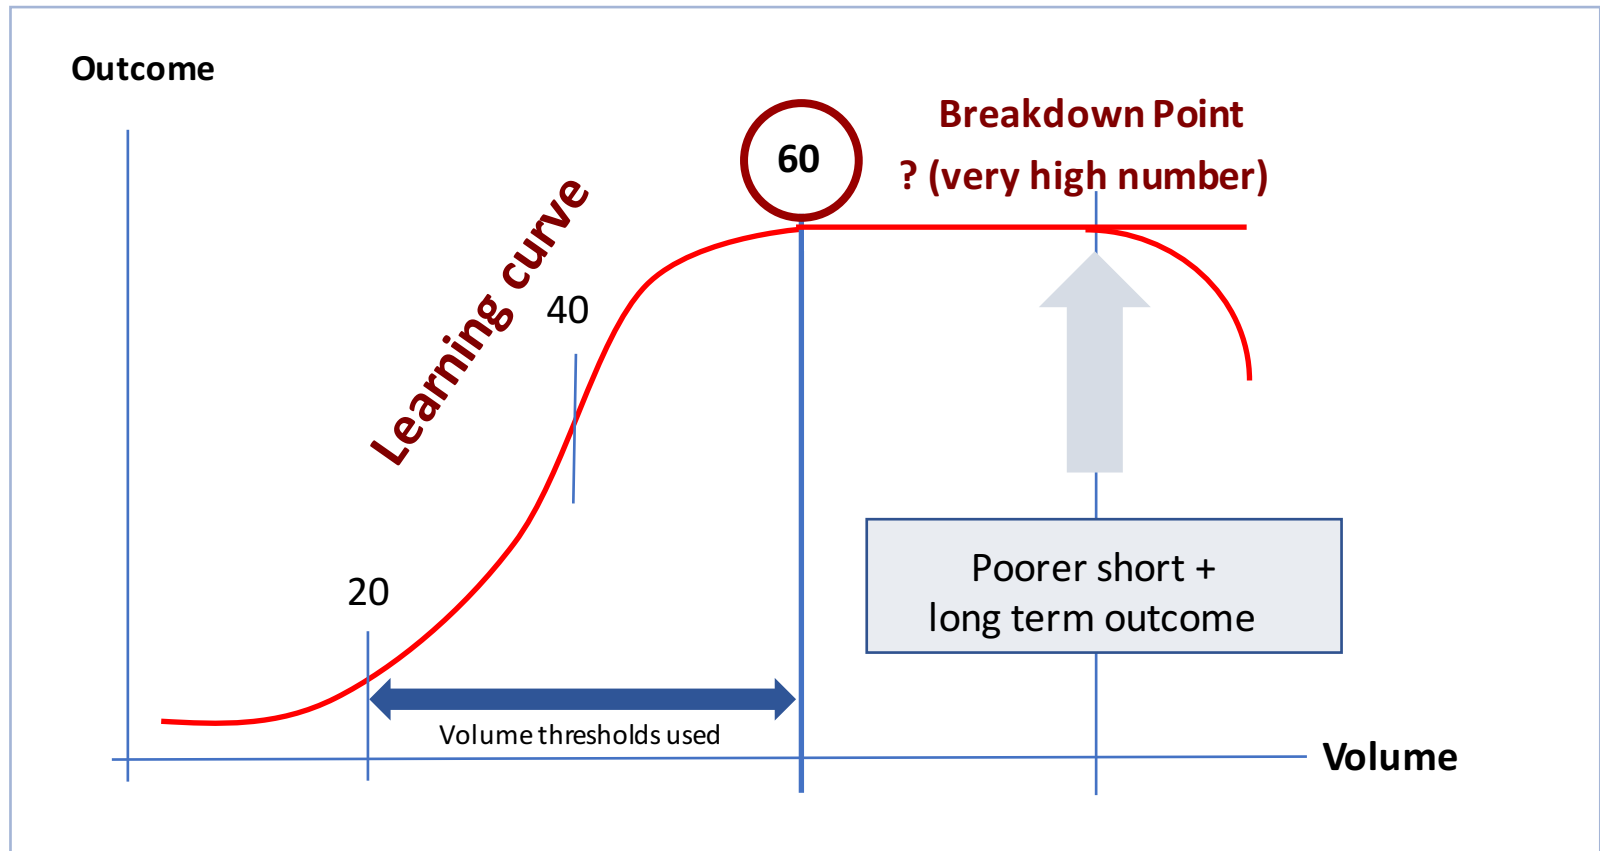 Outcome
Breakdown Point
? (very high number)
60
Learning curve
40
20
Poorer short +
long term outcome
Volume thresholds used
Volume